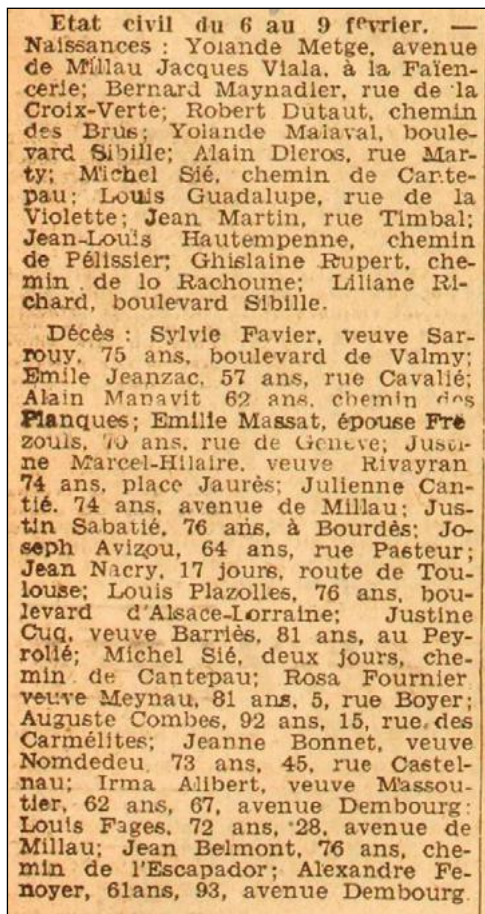 Etat civil du 6 au 9 février. —
Naissances : Yolande Metge, avenue
de Millau Jacques Viala, à la Faïen-
cerie; Bernard Maynadier, rue de la
Croix-Verte; Robert Dutaut, chemin
des Brus; Yolande Malaval, boule-
vard Sibille; Alain Dleros, rue Mar-
ty; Michel Sié, chemin de Cante-
pau; Louis Guadalupe, rue de la
Violette; Jean Martin, rue Timbal;
Jean-Louis Hautempenne, chemin
de Pélissier; Ghislaine Rupert, che-
min de lo Rachoune; Liliane Ri-
chard, boulevard Sibille.
Décès : Sylvie Favier, veuve Sar-
rouy, 75 ans, boulevard de Valmy;
Emile Jeanzac, 57 ans, rue Cavalié;
Alain Manavit 62 ans, chemin des
Planques; Emilie Massat, épouse Fré
zouls, 70 ans, rue de Genève; Justi-
ne Marcel-Hilaire, veuve Rivayran
74 ans, place Jaurès; Julienne Can-
tié, 74 ans, avenue de Millau; Jus-
tin Sabatié, 76 ans, à Bourdès; Jo-
seph Avizou, 64 ans, rue Pasteur;
Jean Nacry, 17 jours, route de Tou-
louse; Louis Plazolles, 76 ans, bou-
levard d'Alsace-Lorraine; Justine
Cuq, veuve Barriès, 81 ans, au Pey-
rollé; Michel Sié, deux jours, che-
min de Cantepau; Rosa Fournier
veuve Meynau, 81 ans, 5, rue Boyer;
Auguste Combes, 92 ans, 15, rue des
Carmélites; Jeanne Bonnet, veuve
Nomdedeu 73 ans, 45, rue Castel-
nau; Irma Alibert, veuve Massou-
tier, 62 ans, 67, avenue Dembourg:
Louis Fages, 72 ans, 28, avenue de
Millau; Jean Belmont, 76 ans, che-
min de l'Escapador; Alexandre Fe-
noyer, 61ans, 93, avenue Dembourg